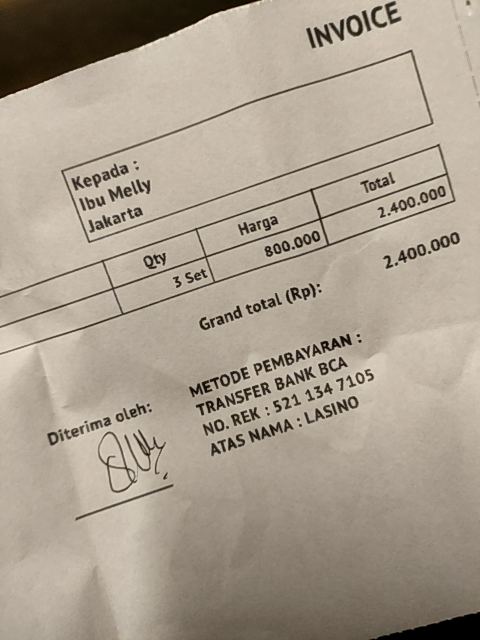 INVOICE
Kepada :
Ibu Melly
Jakarta
Qty Harga Total
3 Set 800.000 2.400.000
Grand total (Rp): 2.400.000
Diterima oleh:
METODE PEMBAYARAN :
TRANSFER BANK BCA
NO. REK : 521 134 7105
ATAS NAMA : LASINO